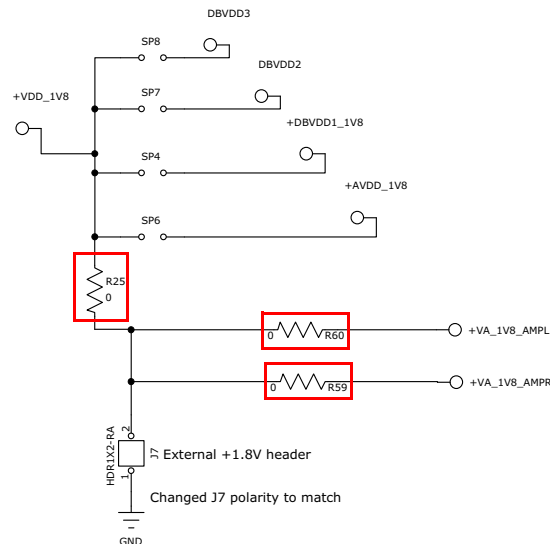 DBVDD3
SP8
DBVDD2
+VDD_1V8
SP7
+DBVDD1_1V8
SP4
+AVDD_1V8
SP6
R25
0
0 R60
+VA_1V8_AMPL
0 R59
+VA_1V8_AMPR
HDR1X2-RA
2
J7
1
External +1.8V header
Changed J7 polarity to match
GND